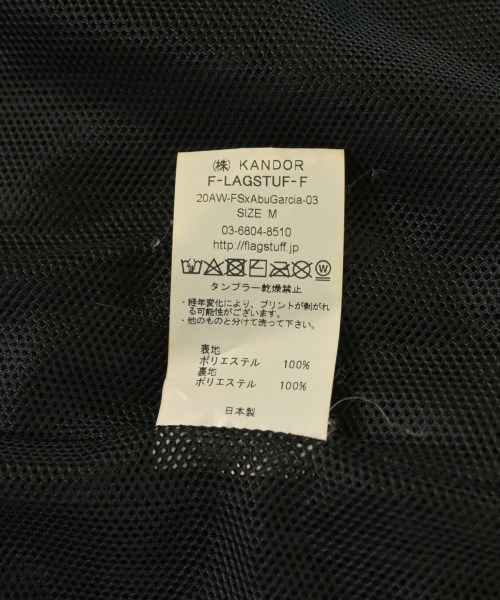 (株) KANDOR
F-LAGSTUF-F
20AW-FSxAbuGarcia-03
SIZE M
03-6804-8510
http://flagstuff.jp
タンブラー乾燥禁止
・経年変化により、プリントが剥がれ
る可能性がございます。
・他のものと分けて洗って下さい。
表地
ポリエステル 100%
裏地
ポリエステル 100%
日本製